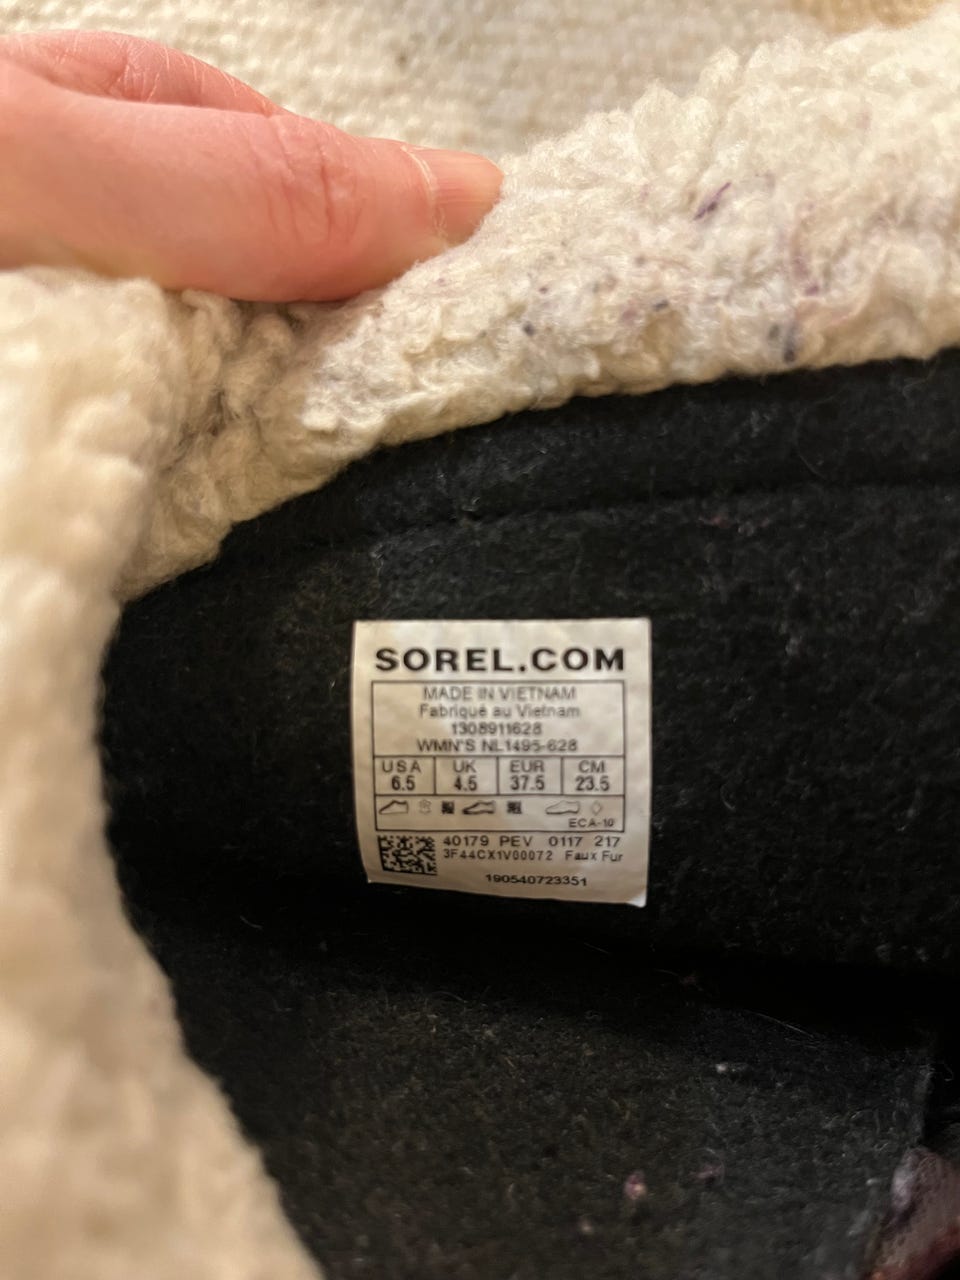 SOREL.COM
MADE IN VIETNAM
Fabriqué au Vietnam
1308911628
WMN'S NL1495-628
USA UK EUR CM
6.5 4.5 37.5 23.5
ECA-10
40179 PEV 0117 217
3F44CX1V00072 Faux Fur
190540723351